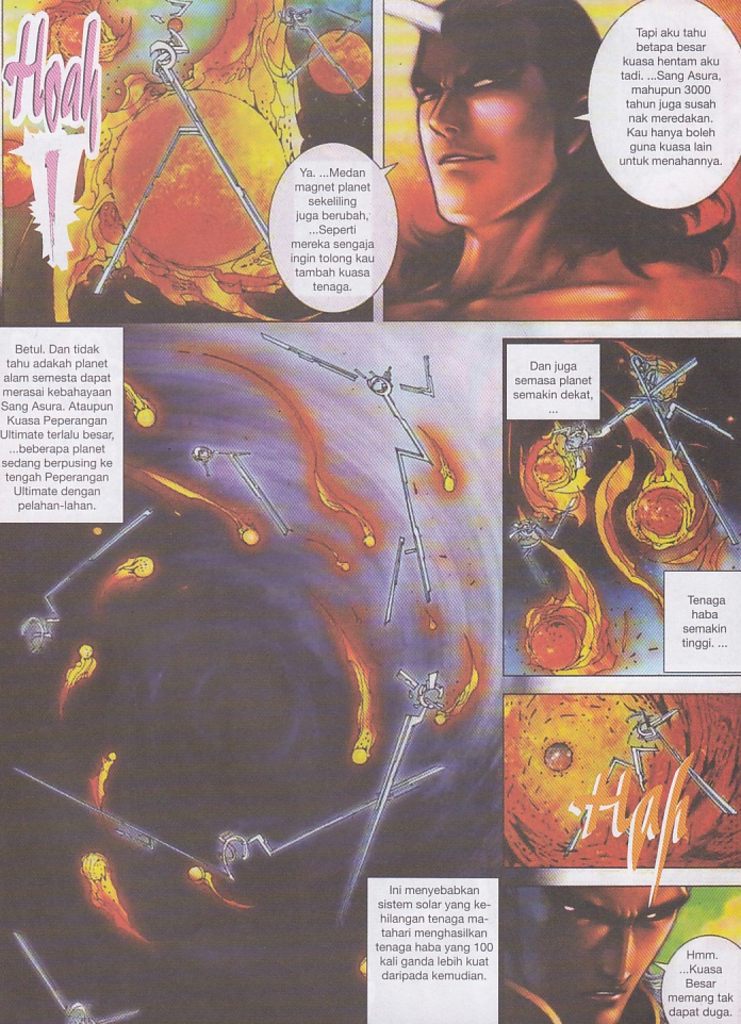 Hoah
!
Ya. ...Medan
magnet planet
sekeliling
juga berubah,
...Seperti
mereka sengaja
ingin tolong kau
tambah kuasa
tenaga.
Tapi aku tahu
betapa besar
kuasa hentam aku
tadi. ...Sang Asura,
mahupun 3000
tahun juga susah
nak meredakan.
Kau hanya boleh
guna kuasa lain
untuk menahannya.
Betul. Dan tidak
tahu adakah planet
alam semesta dapat
merasai kebahayaan
Sang Asura. Ataupun
Kuasa Peperangan
Ultimate terlalu besar,
...beberapa planet
sedang berpusing ke
tengah Peperangan
Ultimate dengan
pelahan-lahan.
Dan juga
semasa planet
semakin dekat,
...
Tenaga
haba
semakin
tinggi. ...
Hah
Ini menyebabkan
sistem solar yang ke-
hilangan tenaga ma-
tahari menghasilkan
tenaga haba yang 100
kali ganda lebih kuat
daripada kemudian.
Hmm.
...Kuasa
Besar
memang tak
dapat duga.